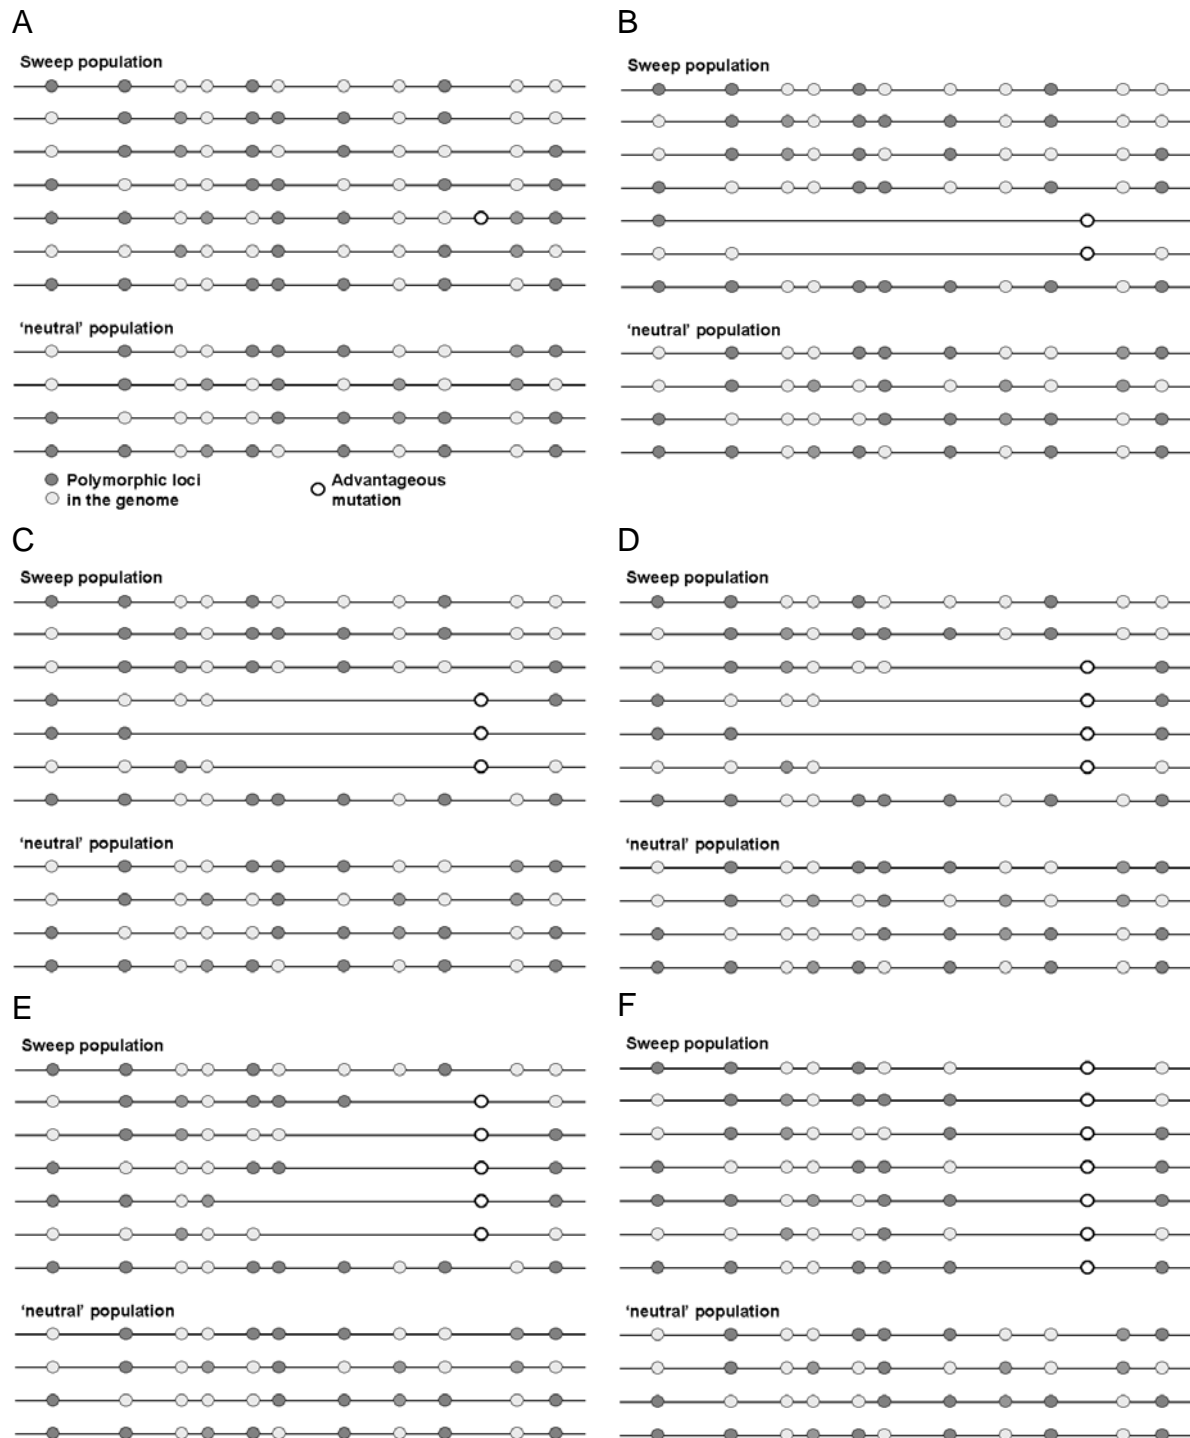 A
Sweep population
'neutral' population
Polymorphic loci
in the genome
Advantageous
mutation
B
Sweep population
'neutral' population
C
Sweep population
'neutral' population
D
Sweep population
'neutral' population
E
Sweep population
'neutral' population
F
Sweep population
'neutral' population